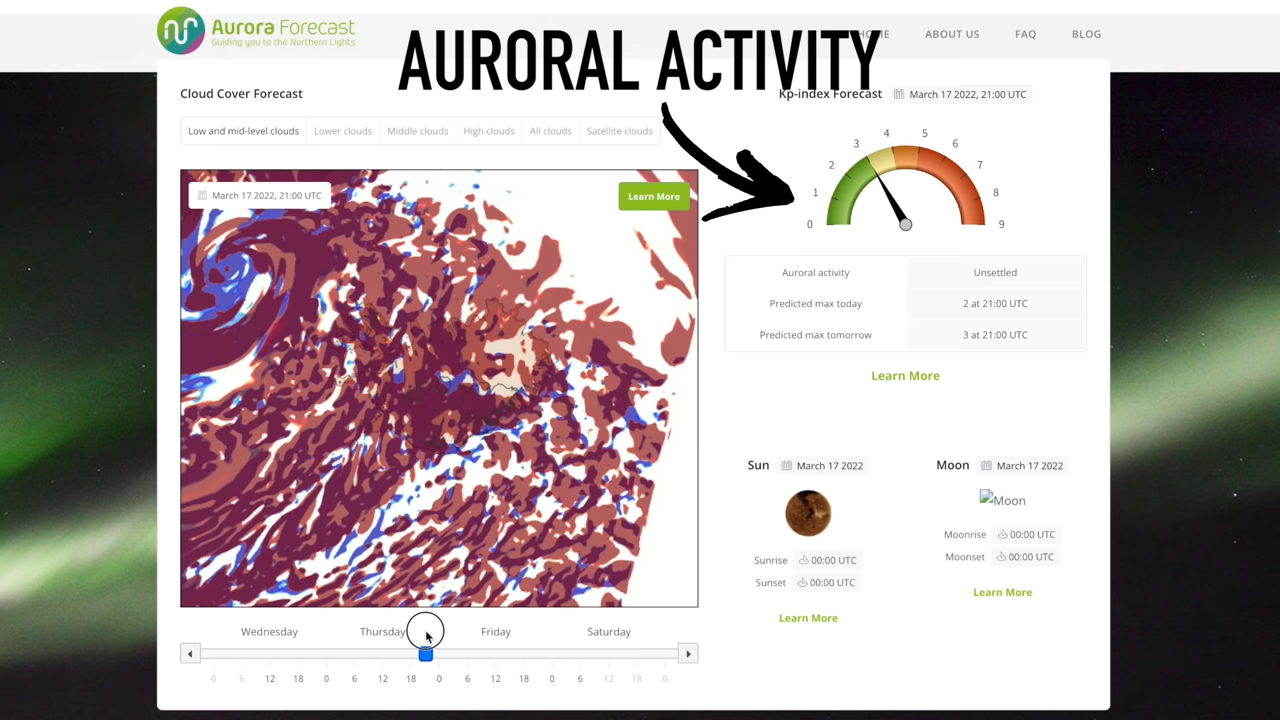 Aurora Forecast
Guiding you to the Northern Lights
HOME ABOUT US FAQ BLOG
AURORAL ACTIVITY
Cloud Cover Forecast
Low and mid-level clouds Lower clouds Middle clouds High clouds All clouds Satellite clouds
March 17 2022, 21:00 UTC
Learn More
Wednesday Thursday Friday Saturday
0 6 12 18 0 6 12 18 0 6 12 18 0 6 12 18 0
Kp-index Forecast March 17 2022, 21:00 UTC
0 1 2 3 4 5 6 7 8 9
Auroral activity Unsettled
Predicted max today 2 at 21:00 UTC
Predicted max tomorrow 3 at 21:00 UTC
Learn More
Sun March 17 2022
Sunrise 00:00 UTC
Sunset 00:00 UTC
Learn More
Moon March 17 2022
Moon
Moonrise 00:00 UTC
Moonset 00:00 UTC
Learn More